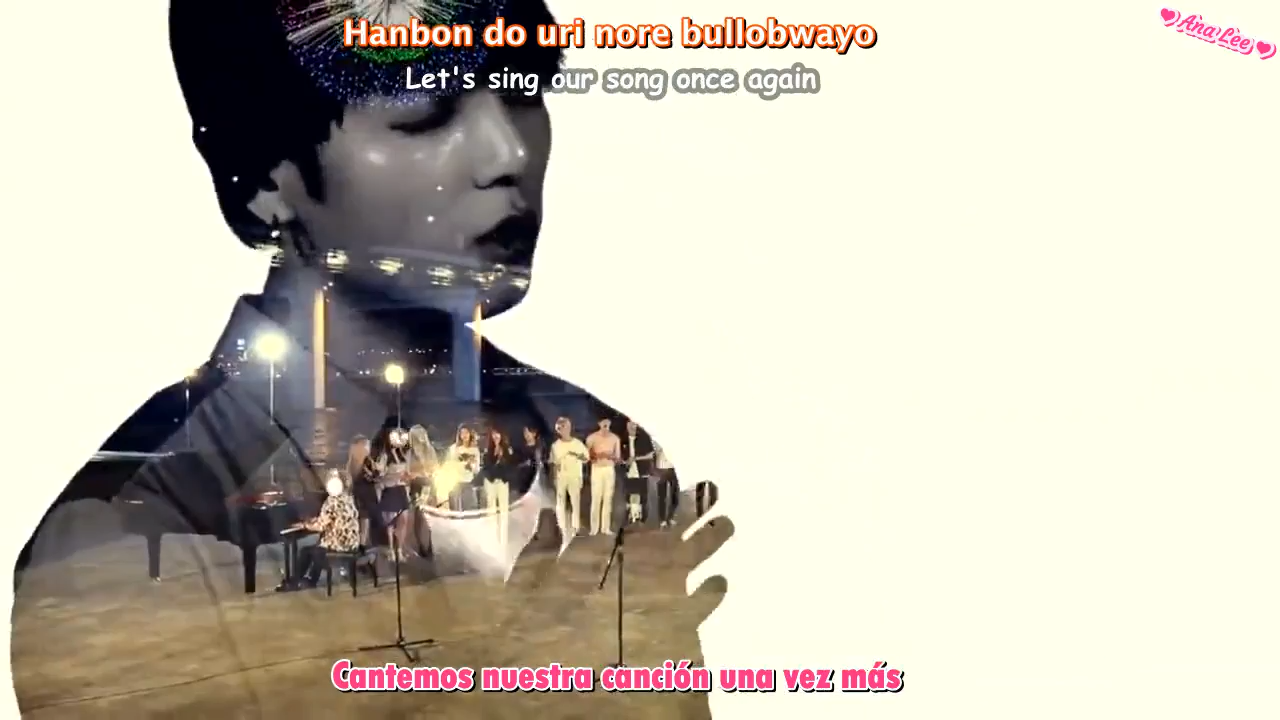 Hanbon do uri nore bullobwayo
Ana Lee
Let's sing our song once again
Cantemos nuestra canción una vez más